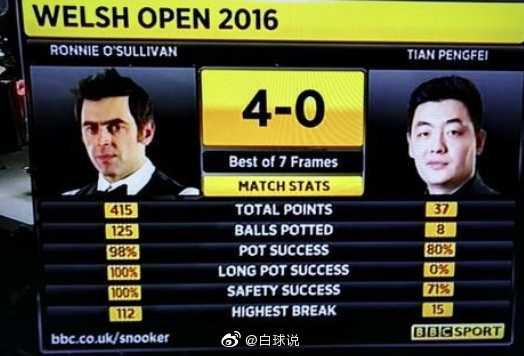 WELSH OPEN 2016
RONNIE O'SULLIVAN TIAN PENGFEI
4-0
Best of 7 Frames
MATCH STATS
415 TOTAL POINTS 37
125 BALLS POTTED 8
98% POT SUCCESS 80%
100% LONG POT SUCCESS 0%
100% SAFETY SUCCESS 71%
112 HIGHEST BREAK 15
bbc.co.uk/snooker BBC SPORT
@白球说